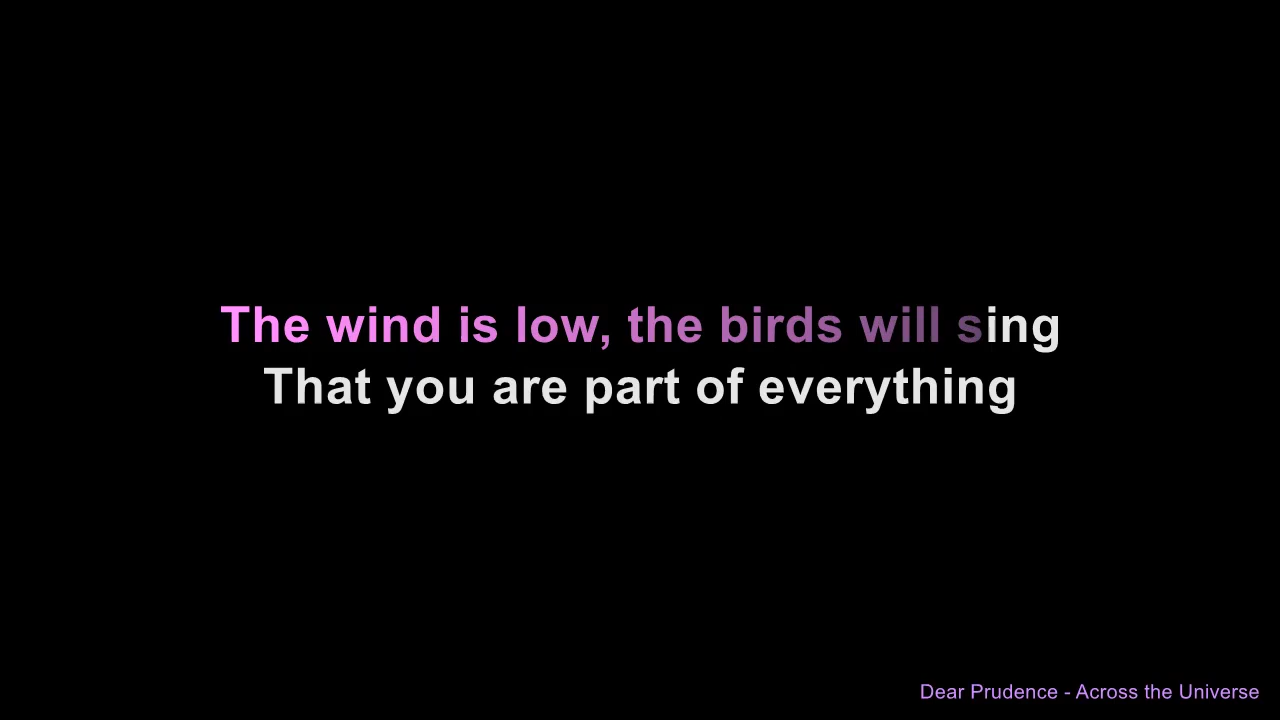 The wind is low, the birds will sing
That you are part of everything
Dear Prudence - Across the Universe